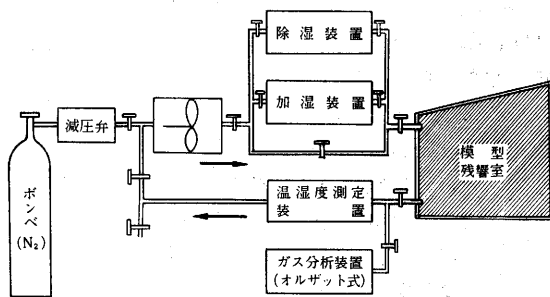 除湿装置
加湿装置
減圧弁
ボンベ
(N₂)
模型
残響室
温湿度測定
装置
ガス分析装置
(オルザット式)